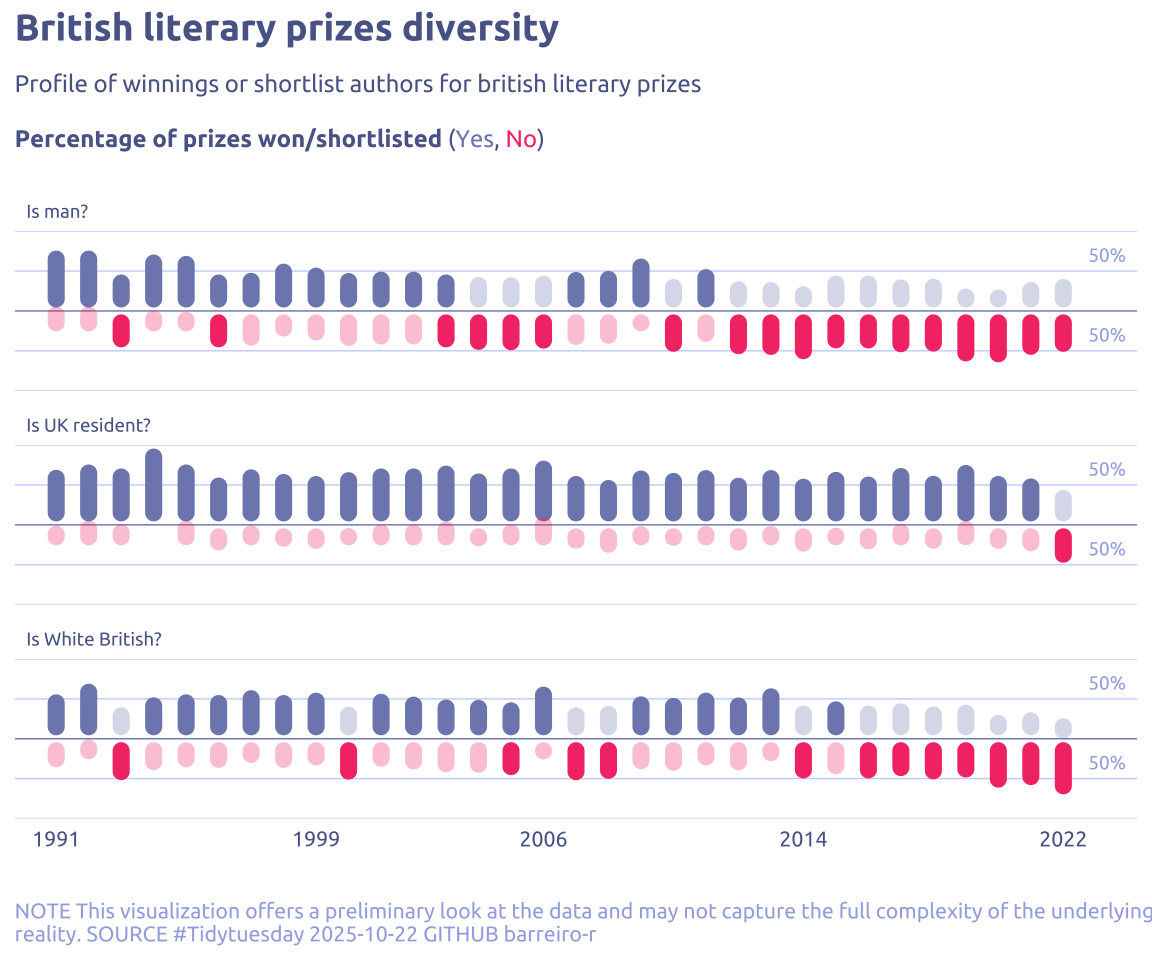 British literary prizes diversity
Profile of winnings or shortlist authors for british literary prizes
Percentage of prizes won/shortlisted (Yes, No)
Is man?
50%
50%
Is UK resident?
50%
50%
Is White British?
50%
50%
1991 1999 2006 2014 2022
NOTE This visualization offers a preliminary look at the data and may not capture the full complexity of the underlying
reality. SOURCE #Tidytuesday 2025-10-22 GITHUB barreiro-r